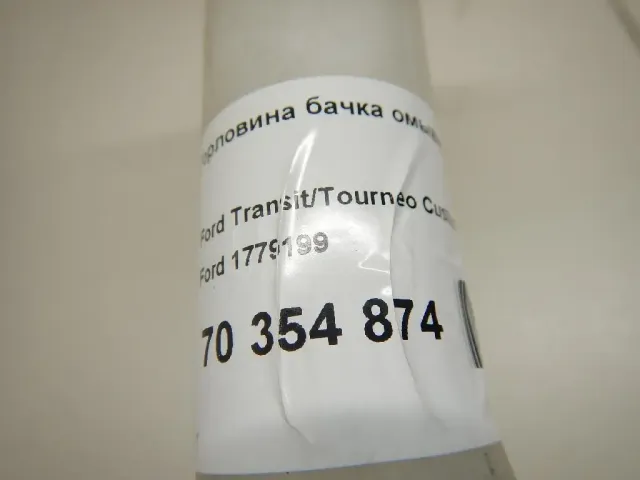 орловина бачка омы
Ford Transit/Tourneo Cus
Ford 1779199
70 354 874